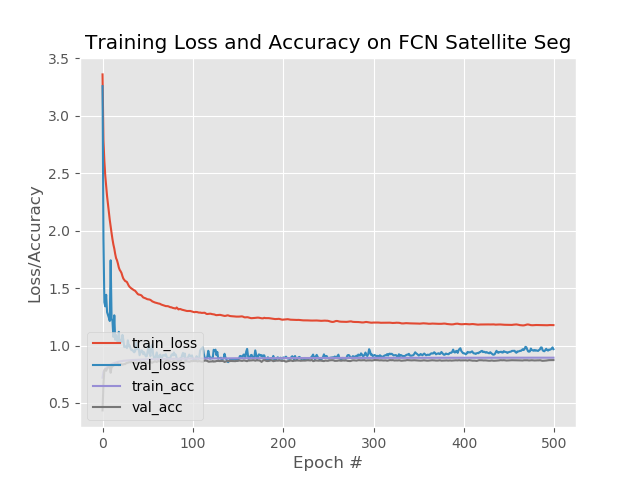 Training Loss and Accuracy on FCN Satellite Seg
3.5
3.0
2.5
2.0
1.5
1.0
0.5
Loss/Accuracy
train_loss
val_loss
train_acc
val_acc
0 100 200 300 400 500
Epoch #